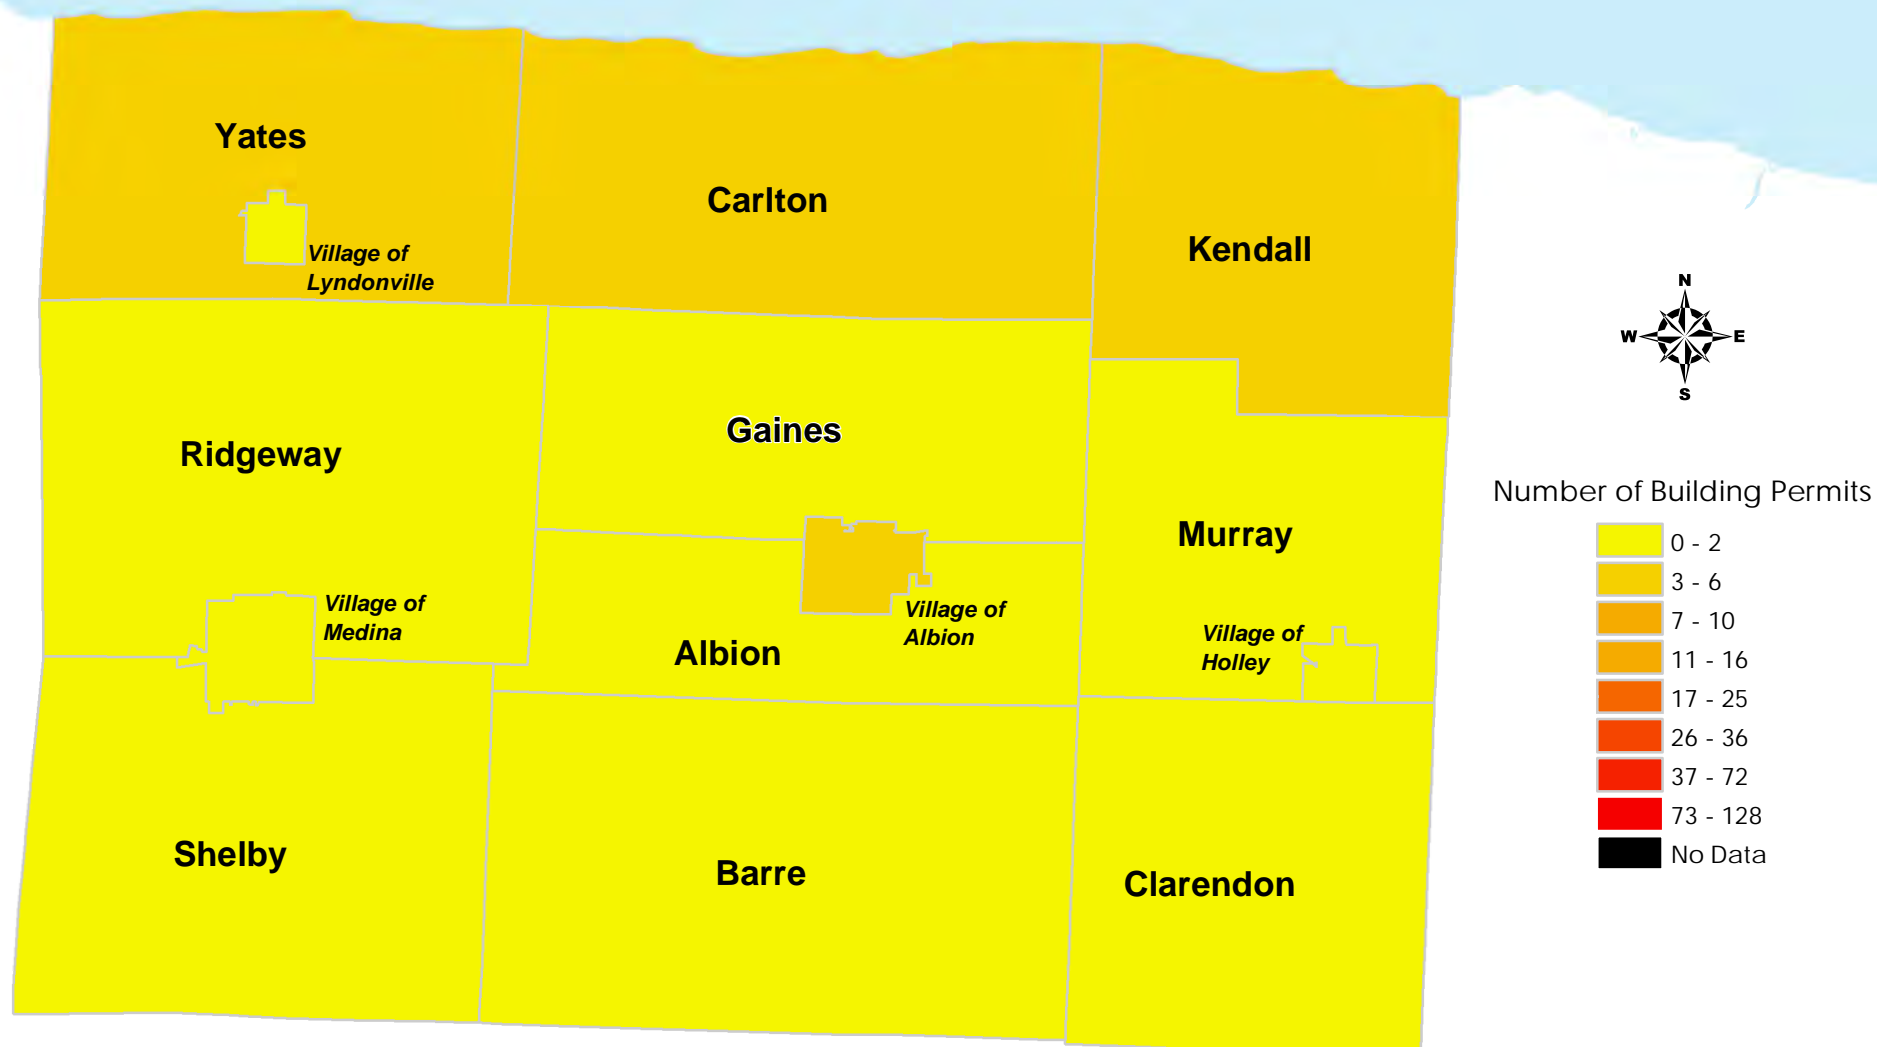 Yates
Village of
Lyndonville
Carlton
Kendall
N
W
E
S
Ridgeway
Gaines
Murray
Village of
Medina
Village of
Albion
Albion
Village of
Holley
Shelby
Barre
Clarendon
Number of Building Permits
0 - 2
3 - 6
7 - 10
11 - 16
17 - 25
26 - 36
37 - 72
73 - 128
No Data